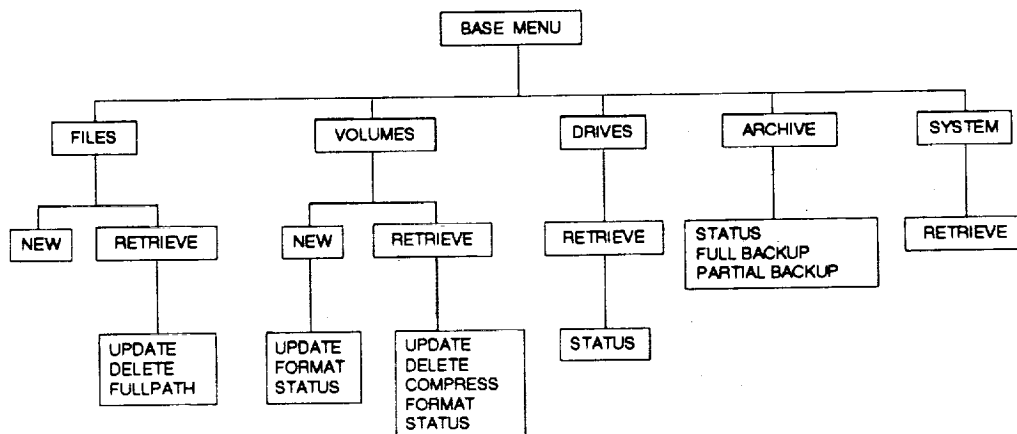 BASE MENU
FILES
VOLUMES
DRIVES
ARCHIVE
SYSTEM
NEW
RETRIEVE
NEW
RETRIEVE
RETRIEVE
STATUS
FULL BACKUP
PARTIAL BACKUP
RETRIEVE
UPDATE
DELETE
FULLPATH
UPDATE
FORMAT
STATUS
UPDATE
DELETE
COMPRESS
FORMAT
STATUS
STATUS